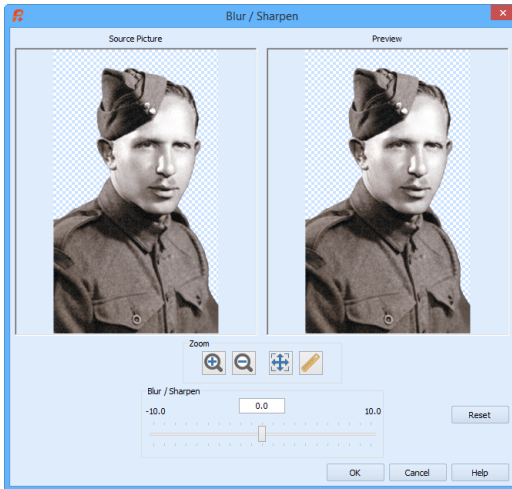 Blur / Sharpen
Source Picture
Preview
Zoom
Blur / Sharpen
-10.0
0.0
10.0
Reset
OK
Cancel
Help